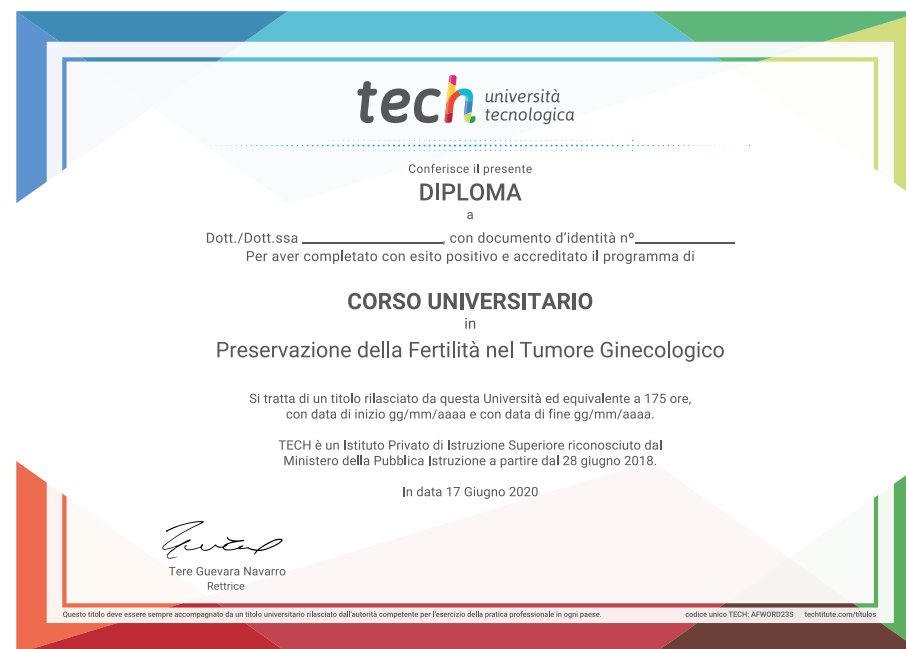 tech università
tecnologica
Conferisce il presente
DIPLOMA
a
Dott./Dott.ssa ____________________, con documento d'identità nº______________
Per aver completato con esito positivo e accreditato il programma di
CORSO UNIVERSITARIO
in
Preservazione della Fertilità nel Tumore Ginecologico
Si tratta di un titolo rilasciato da questa Università ed equivalente a 175 ore,
con data di inizio gg/mm/aaaa e con data di fine gg/mm/aaaa.
TECH è un Istituto Privato di Istruzione Superiore riconosciuto dal
Ministero della Pubblica Istruzione a partire dal 28 giugno 2018.
In data 17 Giugno 2020
Tere Guevara Navarro
Rettrice
Questo titolo deve essere sempre accompagnato da un titolo universitario rilasciato dall'autorità competente per l'esercizio della pratica professionale in ogni paese. codice unico TECH: AFWORD23S techtitute.com/titulos